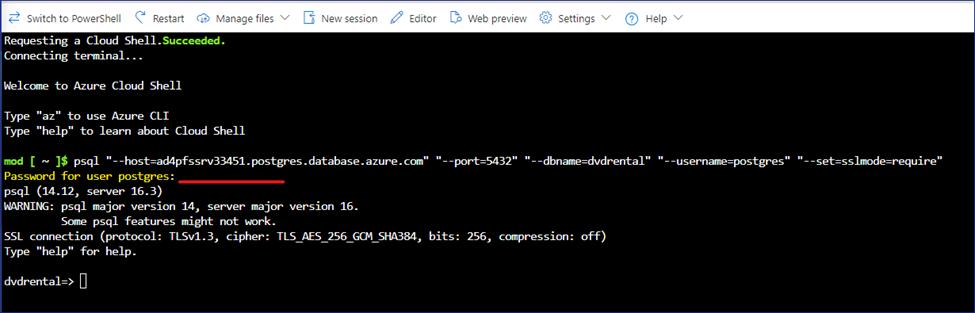 Switch to PowerShell Restart Manage files New session Editor Web preview Settings Help
Requesting a Cloud Shell.Succeeded.
Connecting terminal...
Welcome to Azure Cloud Shell
Type "az" to use Azure CLI
Type "help" to learn about Cloud Shell
mod [ ~ ]$ psql "--host=ad4pfssrv33451.postgres.database.azure.com" "--port=5432" "--dbname=dvdrental" "--username=postgres" "--set=sslmode=require"
Password for user postgres:
psql (14.12, server 16.3)
WARNING: psql major version 14, server major version 16.
Some psql features might not work.
SSL connection (protocol: TLSv1.3, cipher: TLS_AES_256_GCM_SHA384, bits: 256, compression: off)
Type "help" for help.
dvdrental=>